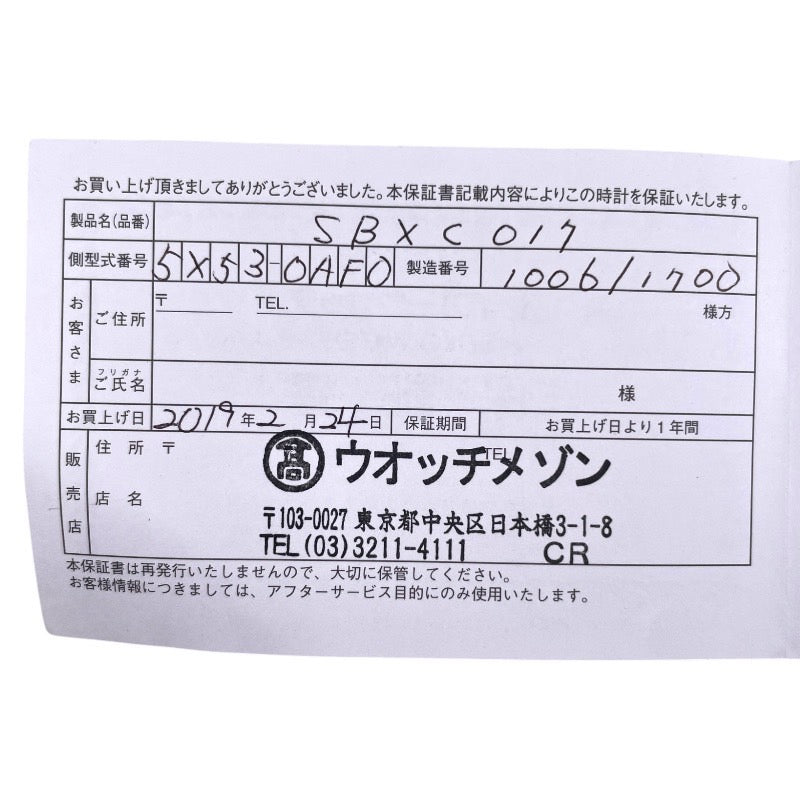 お買い上げ頂きましてありがとうございました。本保証書記載内容によりこの時計を保証いたします。
製品名(品番) SBXC017
側型式番号 5X53-0AF0 製造番号 1006/1700
お客さま ご住所 〒 TEL. 様方
フリガナ
ご氏名 様
お買上げ日 2019年2月24日 保証期間 お買上げ日より1年間
販売店 住所 〒 TEL
店名 髙 ウオッチメゾン
〒103-0027 東京都中央区日本橋3-1-8
TEL(03)3211-4111 CR
本保証書は再発行いたしませんので、大切に保管してください。
お客様情報につきましては、アフターサービス目的にのみ使用いたします。